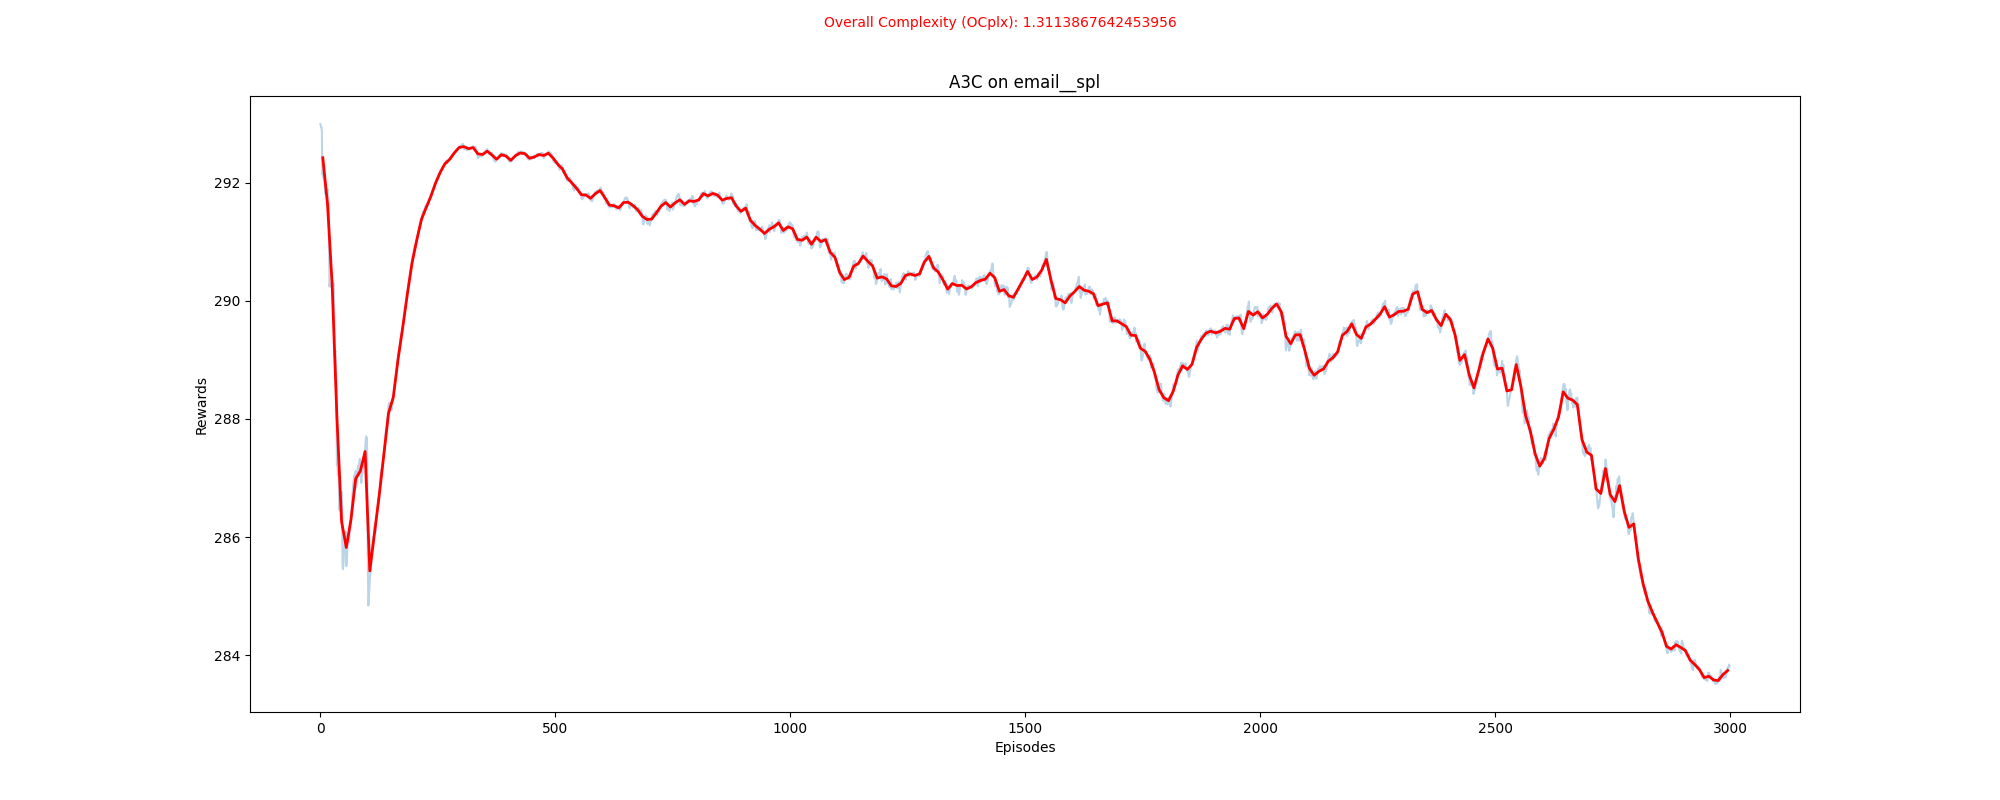 Overall Complexity (OCplx): 1.3113867642453956
A3C on email__spl
Rewards
292
290
288
286
284
0 500 1000 1500 2000 2500 3000
Episodes